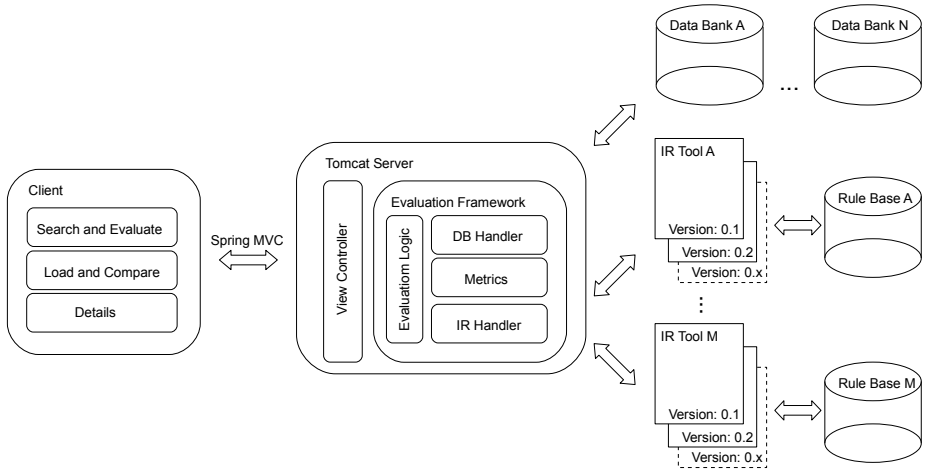 Data Bank A
Data Bank N
...
Client
Search and Evaluate
Load and Compare
Details
Spring MVC
Tomcat Server
View Controller
Evaluation Framework
Evaluatiom Logic
DB Handler
Metrics
IR Handler
IR Tool A
Version: 0.1
Version: 0.2
Version: 0.x
Rule Base A
...
IR Tool M
Version: 0.1
Version: 0.2
Version: 0.x
Rule Base M